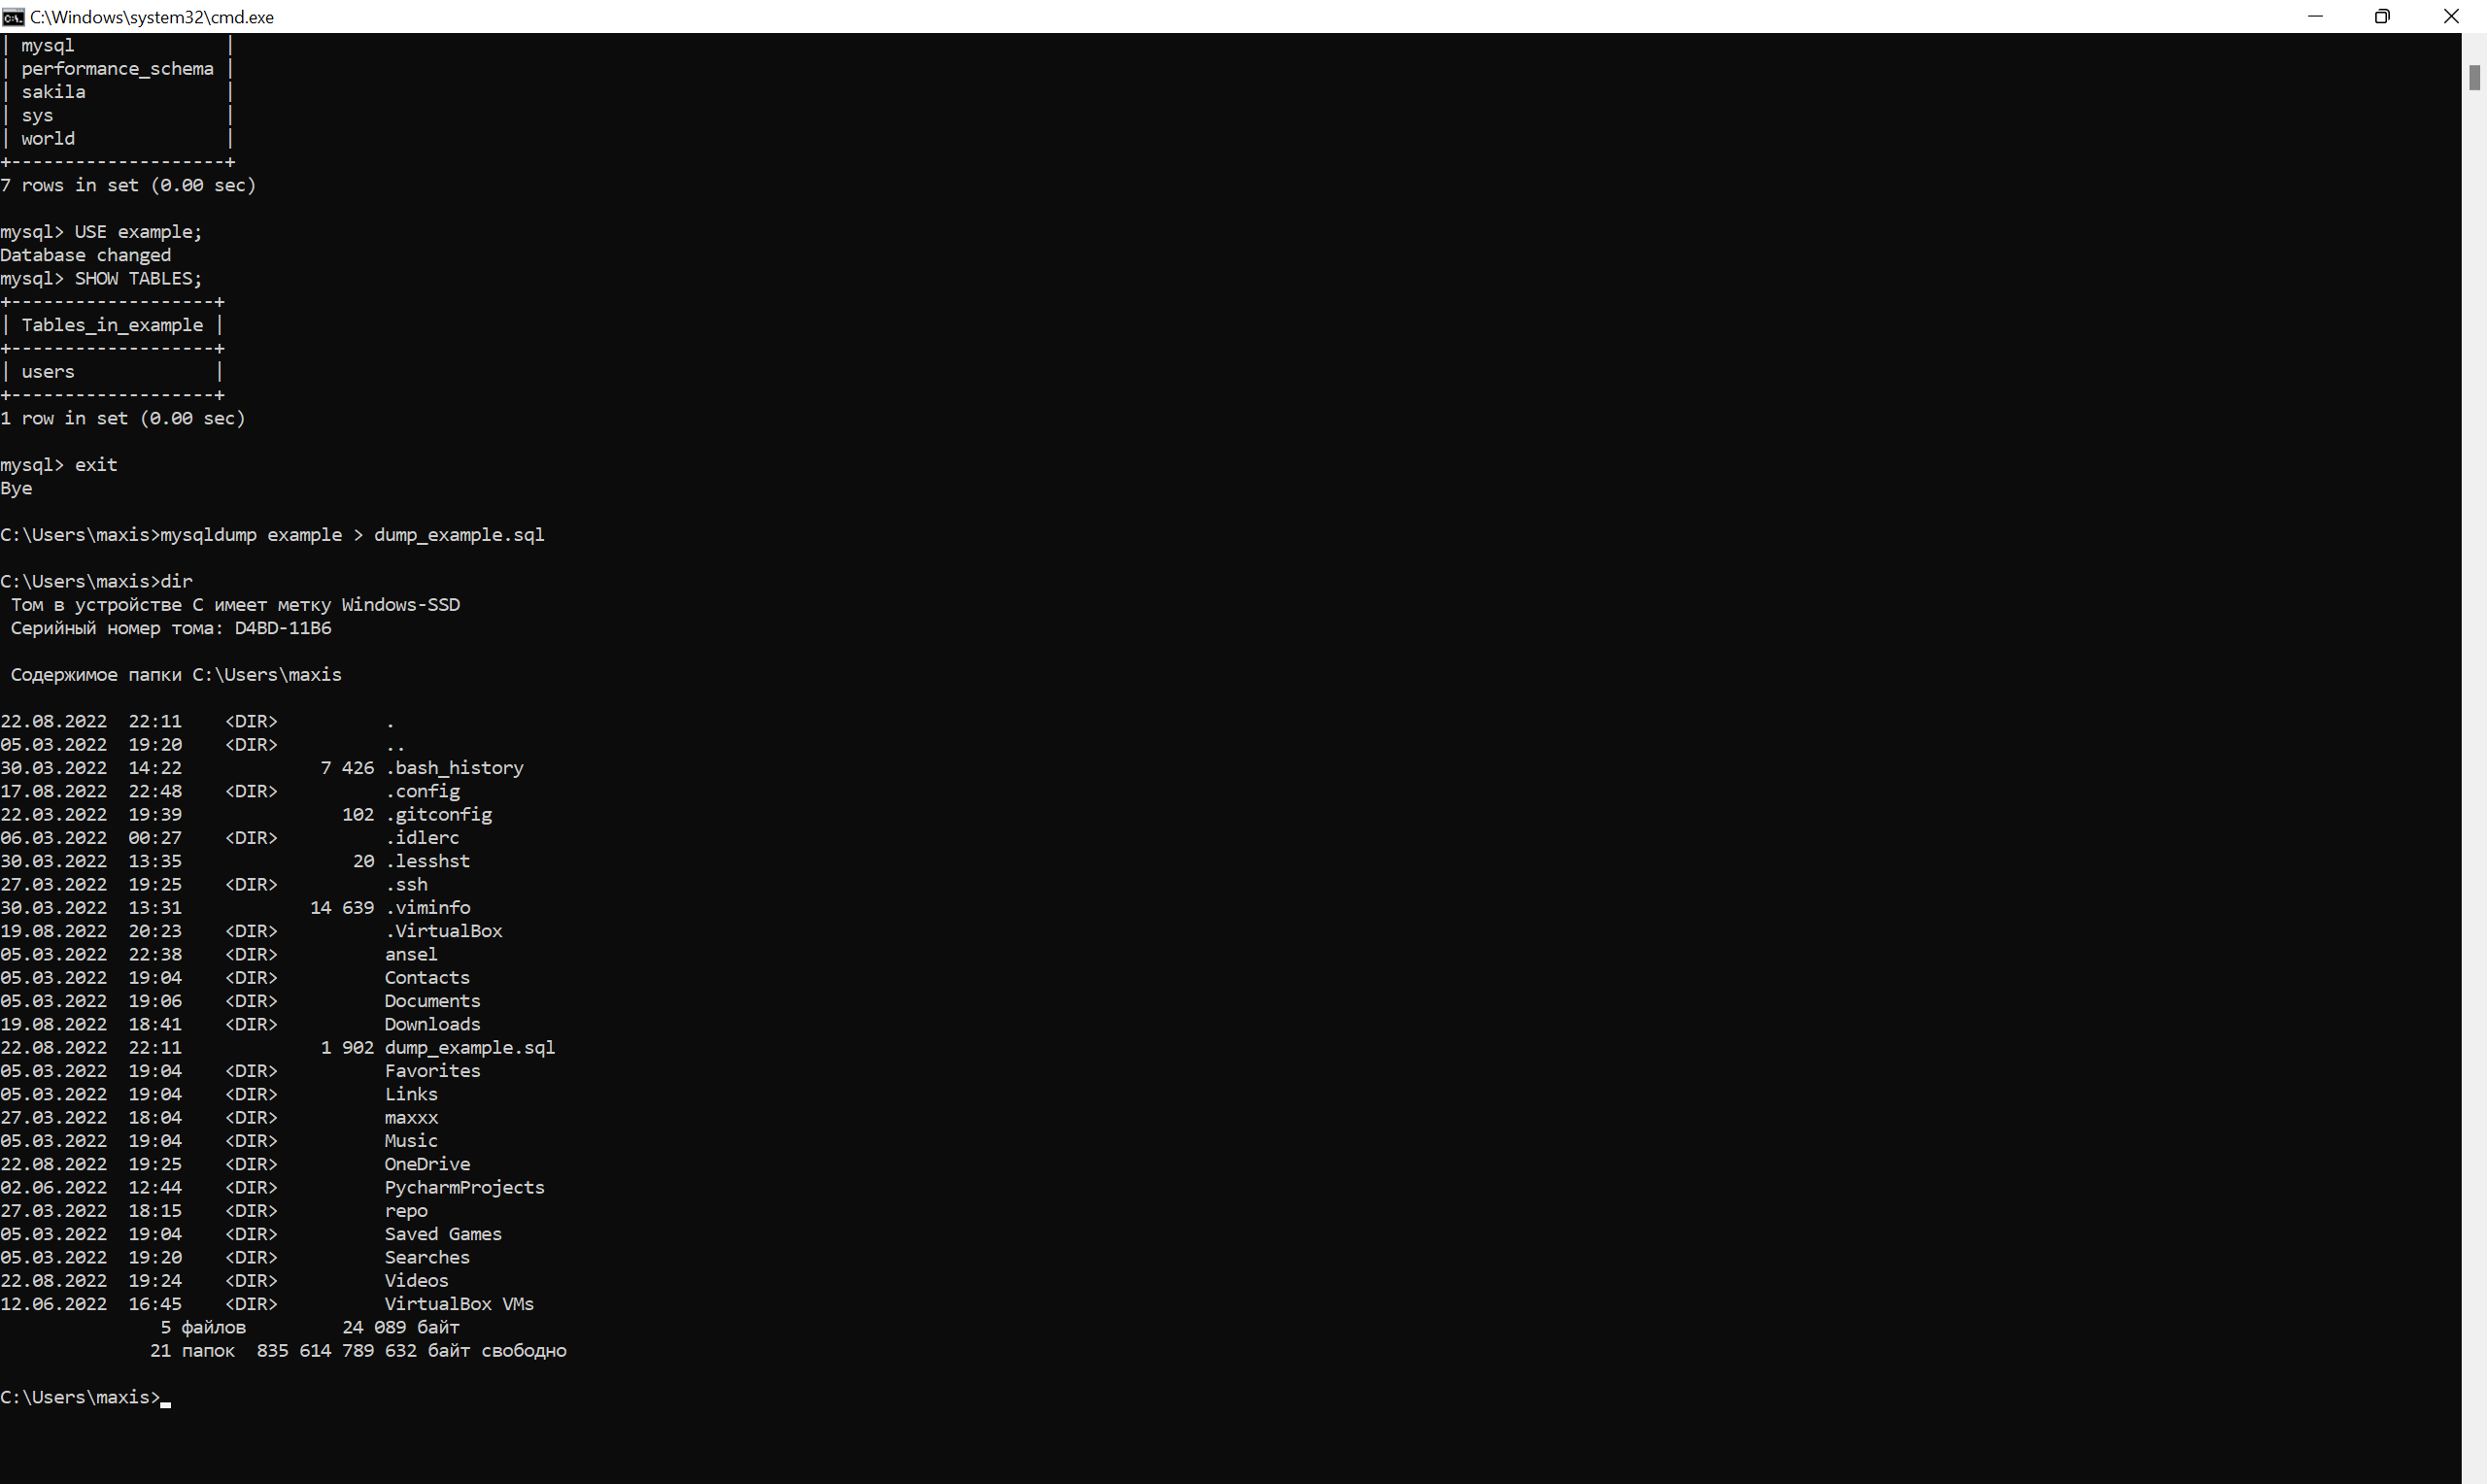 C:\Windows\system32\cmd.exe
| mysql              |
| performance_schema |
| sakila             |
| sys                |
| world              |
+--------------------+
7 rows in set (0.00 sec)

mysql> USE example;
Database changed
mysql> SHOW TABLES;
+-------------------+
| Tables_in_example |
+-------------------+
| users             |
+-------------------+
1 row in set (0.00 sec)

mysql> exit
Bye

C:\Users\maxis>mysqldump example > dump_example.sql

C:\Users\maxis>dir
 Том в устройстве C имеет метку Windows-SSD
 Серийный номер тома: D4BD-11B6

 Содержимое папки C:\Users\maxis

22.08.2022  22:11    <DIR>          .
05.03.2022  19:20    <DIR>          ..
30.03.2022  14:22             7 426 .bash_history
17.08.2022  22:48    <DIR>          .config
22.03.2022  19:39               102 .gitconfig
06.03.2022  00:27    <DIR>          .idlerc
30.03.2022  13:35                20 .lesshst
27.03.2022  19:25    <DIR>          .ssh
30.03.2022  13:31            14 639 .viminfo
19.08.2022  20:23    <DIR>          .VirtualBox
05.03.2022  22:38    <DIR>          ansel
05.03.2022  19:04    <DIR>          Contacts
05.03.2022  19:06    <DIR>          Documents
19.08.2022  18:41    <DIR>          Downloads
22.08.2022  22:11             1 902 dump_example.sql
05.03.2022  19:04    <DIR>          Favorites
05.03.2022  19:04    <DIR>          Links
27.03.2022  18:04    <DIR>          maxxx
05.03.2022  19:04    <DIR>          Music
22.08.2022  19:25    <DIR>          OneDrive
02.06.2022  12:44    <DIR>          PycharmProjects
27.03.2022  18:15    <DIR>          repo
05.03.2022  19:04    <DIR>          Saved Games
05.03.2022  19:20    <DIR>          Searches
22.08.2022  19:24    <DIR>          Videos
12.06.2022  16:45    <DIR>          VirtualBox VMs
               5 файлов         24 089 байт
              21 папок  835 614 789 632 байт свободно

C:\Users\maxis>